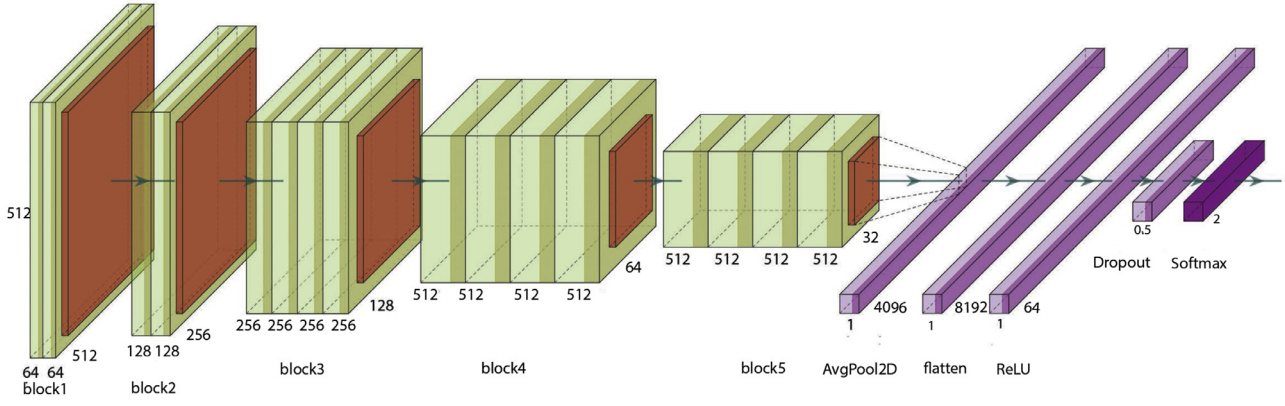 512
64 64
512
block1
128 128
256
block2
256 256 256 256
128
block3
512 512 512 512
64
block4
512 512 512 512
32
block5
1
4096
AvgPool2D
1
8192
flatten
1
64
ReLU
0.5
Dropout
2
Softmax